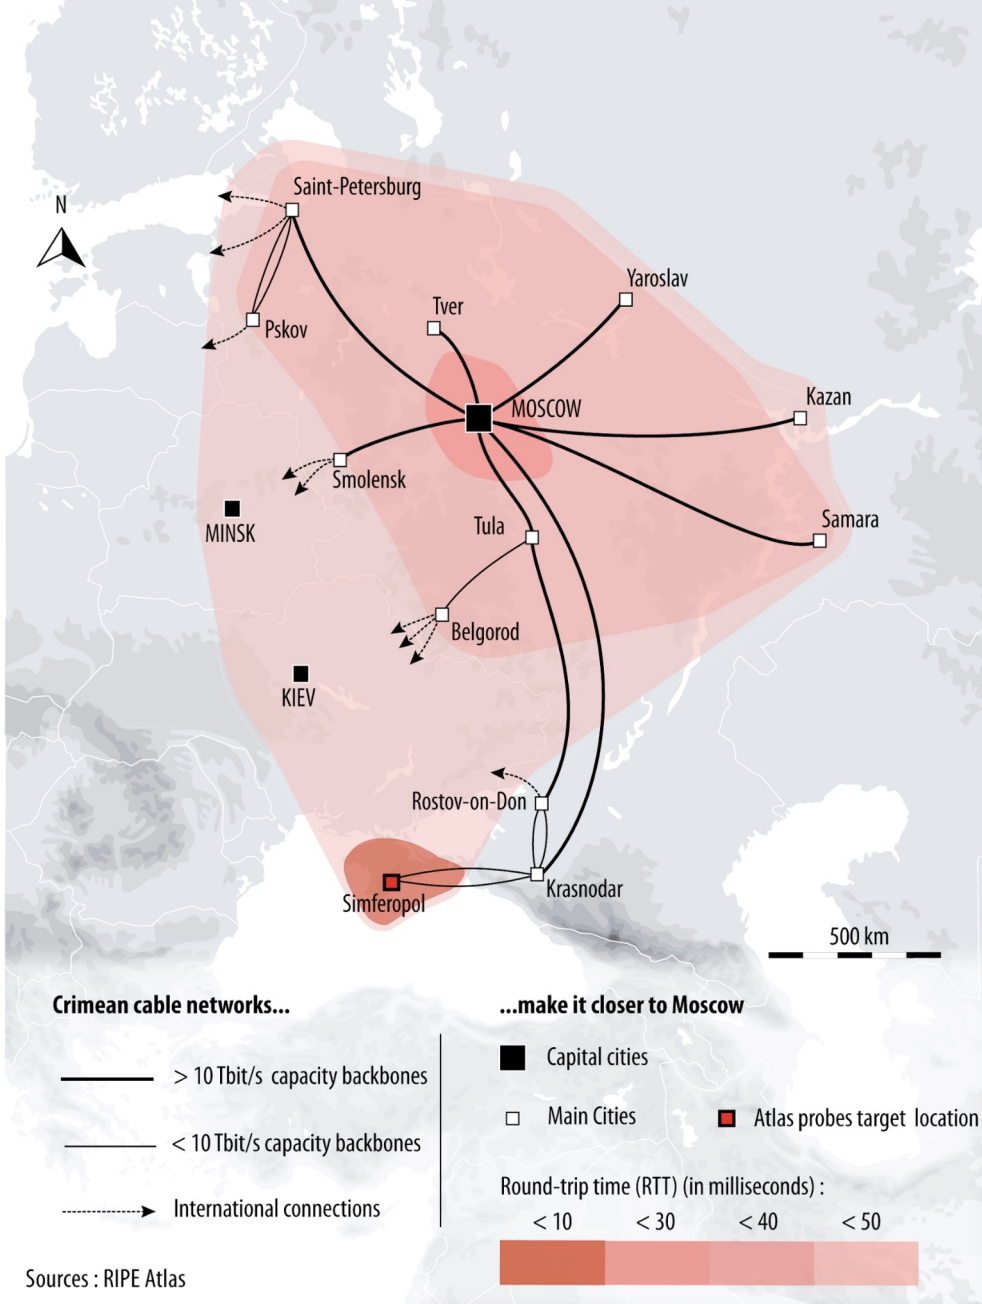 Saint-Petersburg
N
Yaroslav
Tver
Pskov
Kazan
MOSCOW
Smolensk
Samara
Tula
MINSK
Belgorod
KIEV
Rostov-on-Don
Krasnodar
Simferopol
500 km
Crimean cable networks...
> 10 Tbit/s capacity backbones
< 10 Tbit/s capacity backbones
International connections
Sources : RIPE Atlas
...make it closer to Moscow
Capital cities
Main Cities
Atlas probes target location
Round-trip time (RTT) (in milliseconds) :
< 10 < 30 < 40 < 50